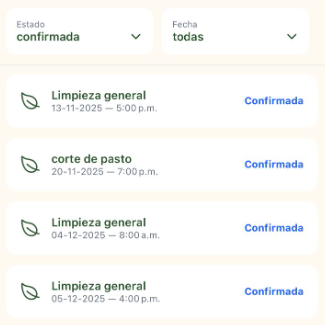 Estado
confirmada
Fecha
todas
Limpieza general
13-11-2025 — 5:00 p.m.
Confirmada
corte de pasto
20-11-2025 — 7:00 p.m.
Confirmada
Limpieza general
04-12-2025 — 8:00 a.m.
Confirmada
Limpieza general
05-12-2025 — 4:00 p.m.
Confirmada